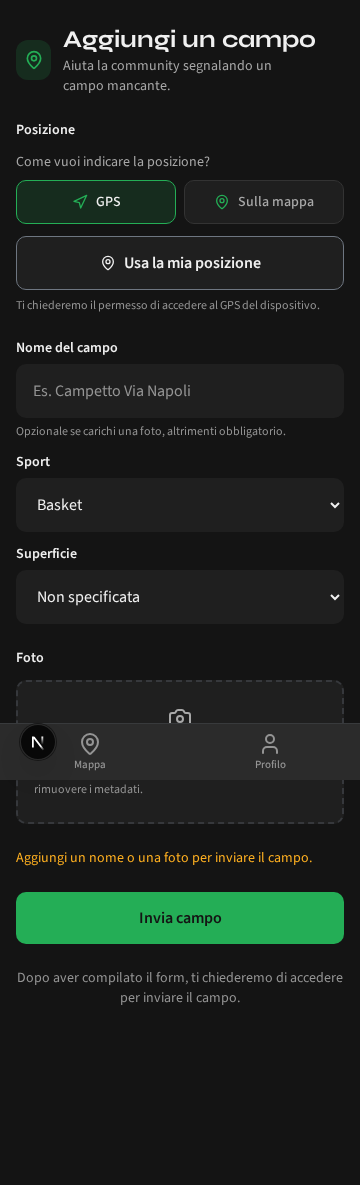 Aggiungi un campo
Aiuta la community segnalando un
campo mancante.
Posizione
Come vuoi indicare la posizione?
GPS
Sulla mappa
Usa la mia posizione
Ti chiederemo il permesso di accedere al GPS del dispositivo.
Nome del campo
Es. Campetto Via Napoli
Opzionale se carichi una foto, altrimenti obbligatorio.
Sport
Basket
Superficie
Non specificata
Foto
N
Mappa
Profilo
rimuovere i metadati.
Aggiungi un nome o una foto per inviare il campo.
Invia campo
Dopo aver compilato il form, ti chiederemo di accedere
per inviare il campo.